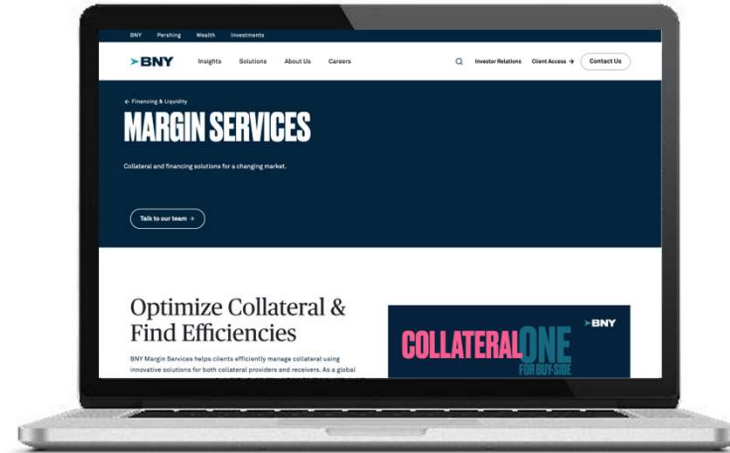 BNY Pershing Wealth Investments
BNY Insights Solutions About Us Careers Investor Relations Client Access → Contact Us
← Financing & Liquidity
MARGIN SERVICES
Collateral and financing solutions for a changing market.
Talk to our team →
Optimize Collateral &
Find Efficiencies
BNY Margin Services helps clients efficiently manage collateral using
innovative solutions for both collateral providers and receivers. As a global
BNY
COLLATERALONE
FOR BUY-SIDE